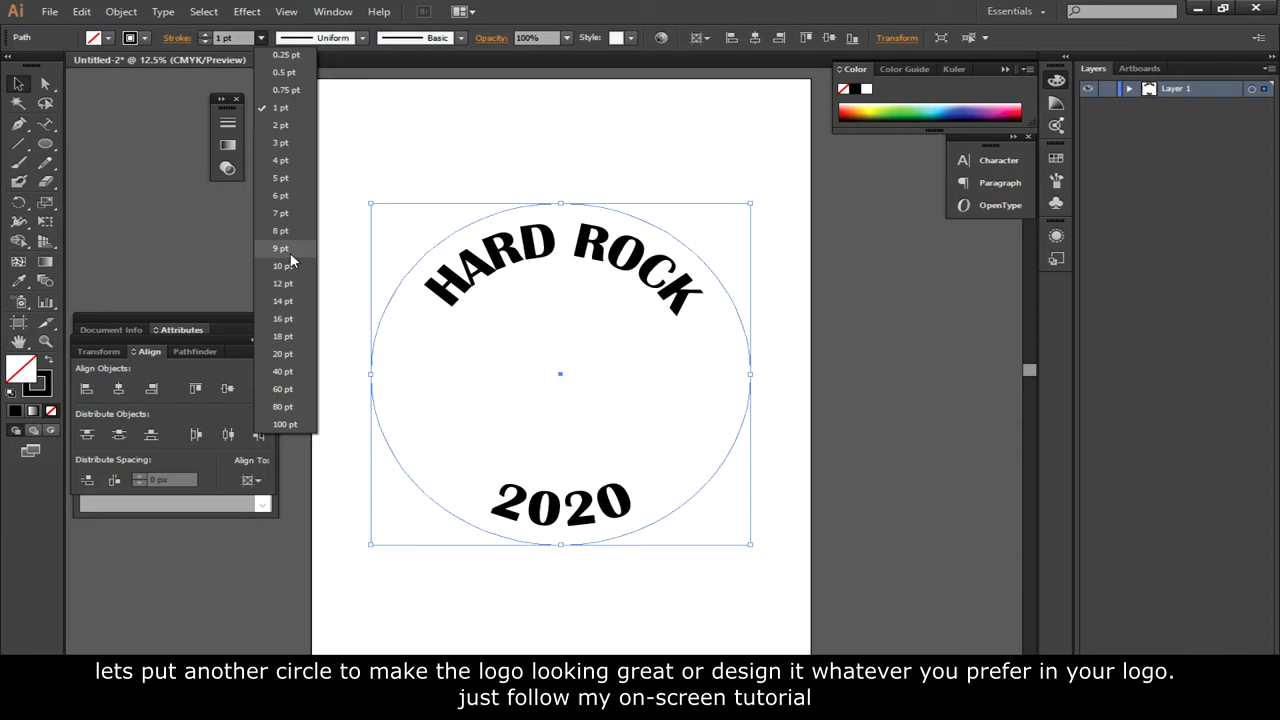 Ai File Edit Object Type Select Effect View Window Help Br Essentials
Path Stroke: 1 pt Uniform Basic Opacity: 100% Style: Transform
Untitled-2* @ 12.5% (CMYK/Preview)
0.25 pt
0.5 pt
0.75 pt
1 pt
2 pt
3 pt
4 pt
5 pt
6 pt
7 pt
8 pt
9 pt
10 pt
12 pt
14 pt
16 pt
18 pt
20 pt
40 pt
60 pt
80 pt
100 pt
Color Color Guide Kuler
Layers Artboards
Layer 1
Character
Paragraph
OpenType
HARD ROCK
2020
Document Info Attributes
Transform Align Pathfinder
Align Objects:
Distribute Objects:
Distribute Spacing: Align To:
0 px
lets put another circle to make the logo looking great or design it whatever you prefer in your logo.
just follow my on-screen tutorial